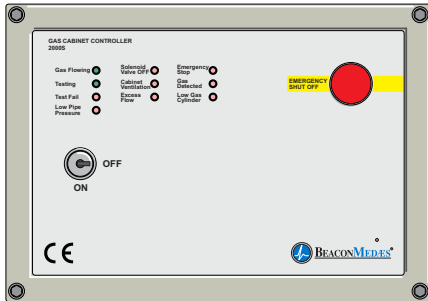 GAS CABINET CONTROLLER
2000S
Gas Flowing
Testing
Test Fail
Low Pipe
Pressure
Solenoid
Valve OFF
Cabinet
Ventilation
Excess
Flow
Emergency
Stop
Gas
Detected
Low Gas
Cylinder
EMERGENCY
SHUT OFF
OFF
ON
CE
BEACONMEDÆS